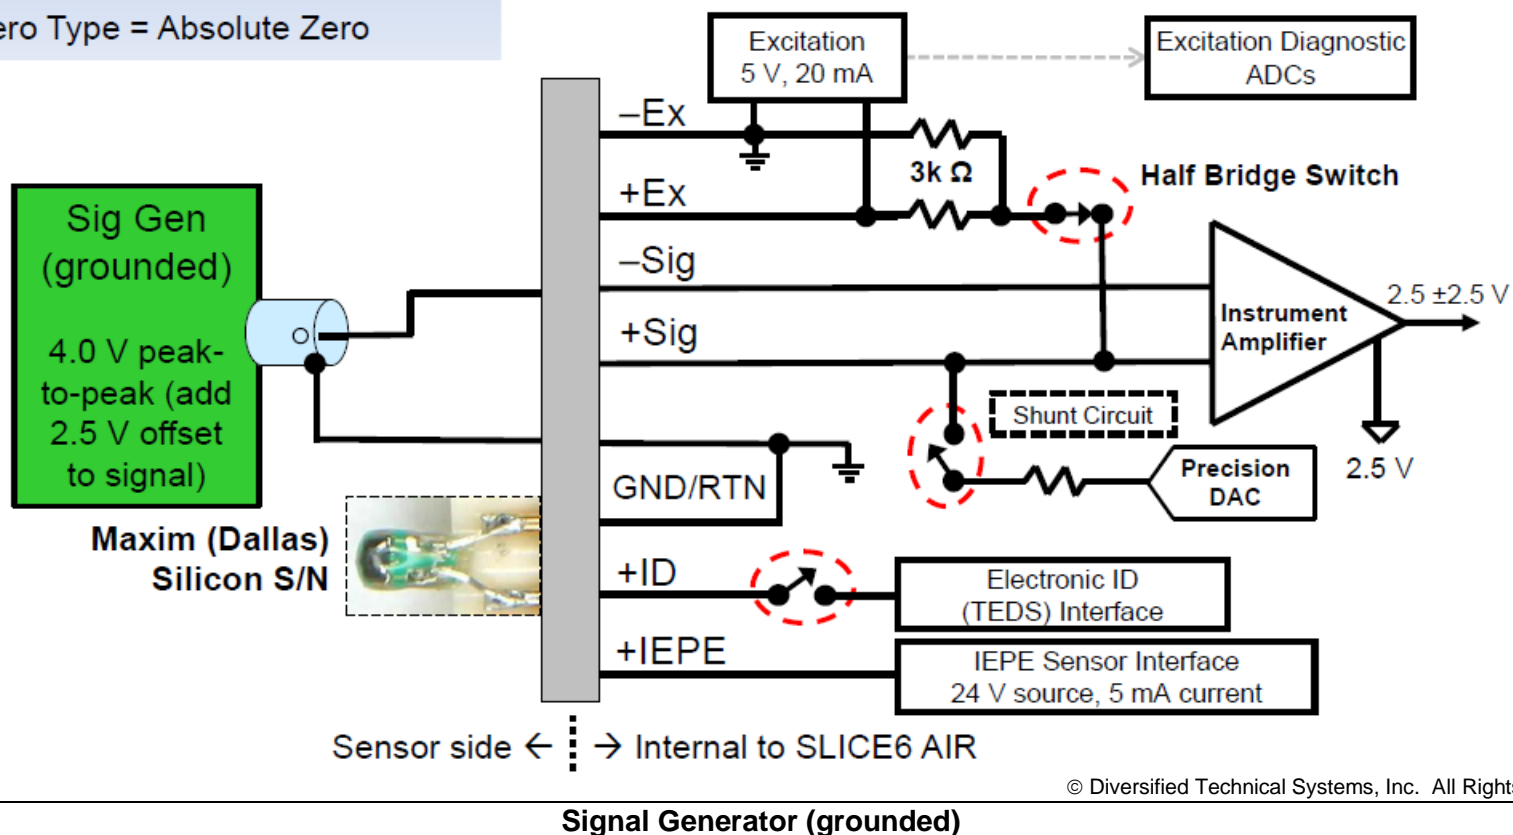 ero Type = Absolute Zero
Excitation
5 V, 20 mA
Excitation Diagnostic
ADCs
–Ex
3k Ω
+Ex
Half Bridge Switch
Sig Gen
(grounded)
4.0 V peak-
to-peak (add
2.5 V offset
to signal)
–Sig
+Sig
Instrument
Amplifier
2.5 ±2.5 V
2.5 V
Shunt Circuit
Precision
DAC
GND/RTN
Maxim (Dallas)
Silicon S/N
+ID
Electronic ID
(TEDS) Interface
+IEPE
IEPE Sensor Interface
24 V source, 5 mA current
Sensor side ← → Internal to SLICE6 AIR
© Diversified Technical Systems, Inc. All Rights
Signal Generator (grounded)